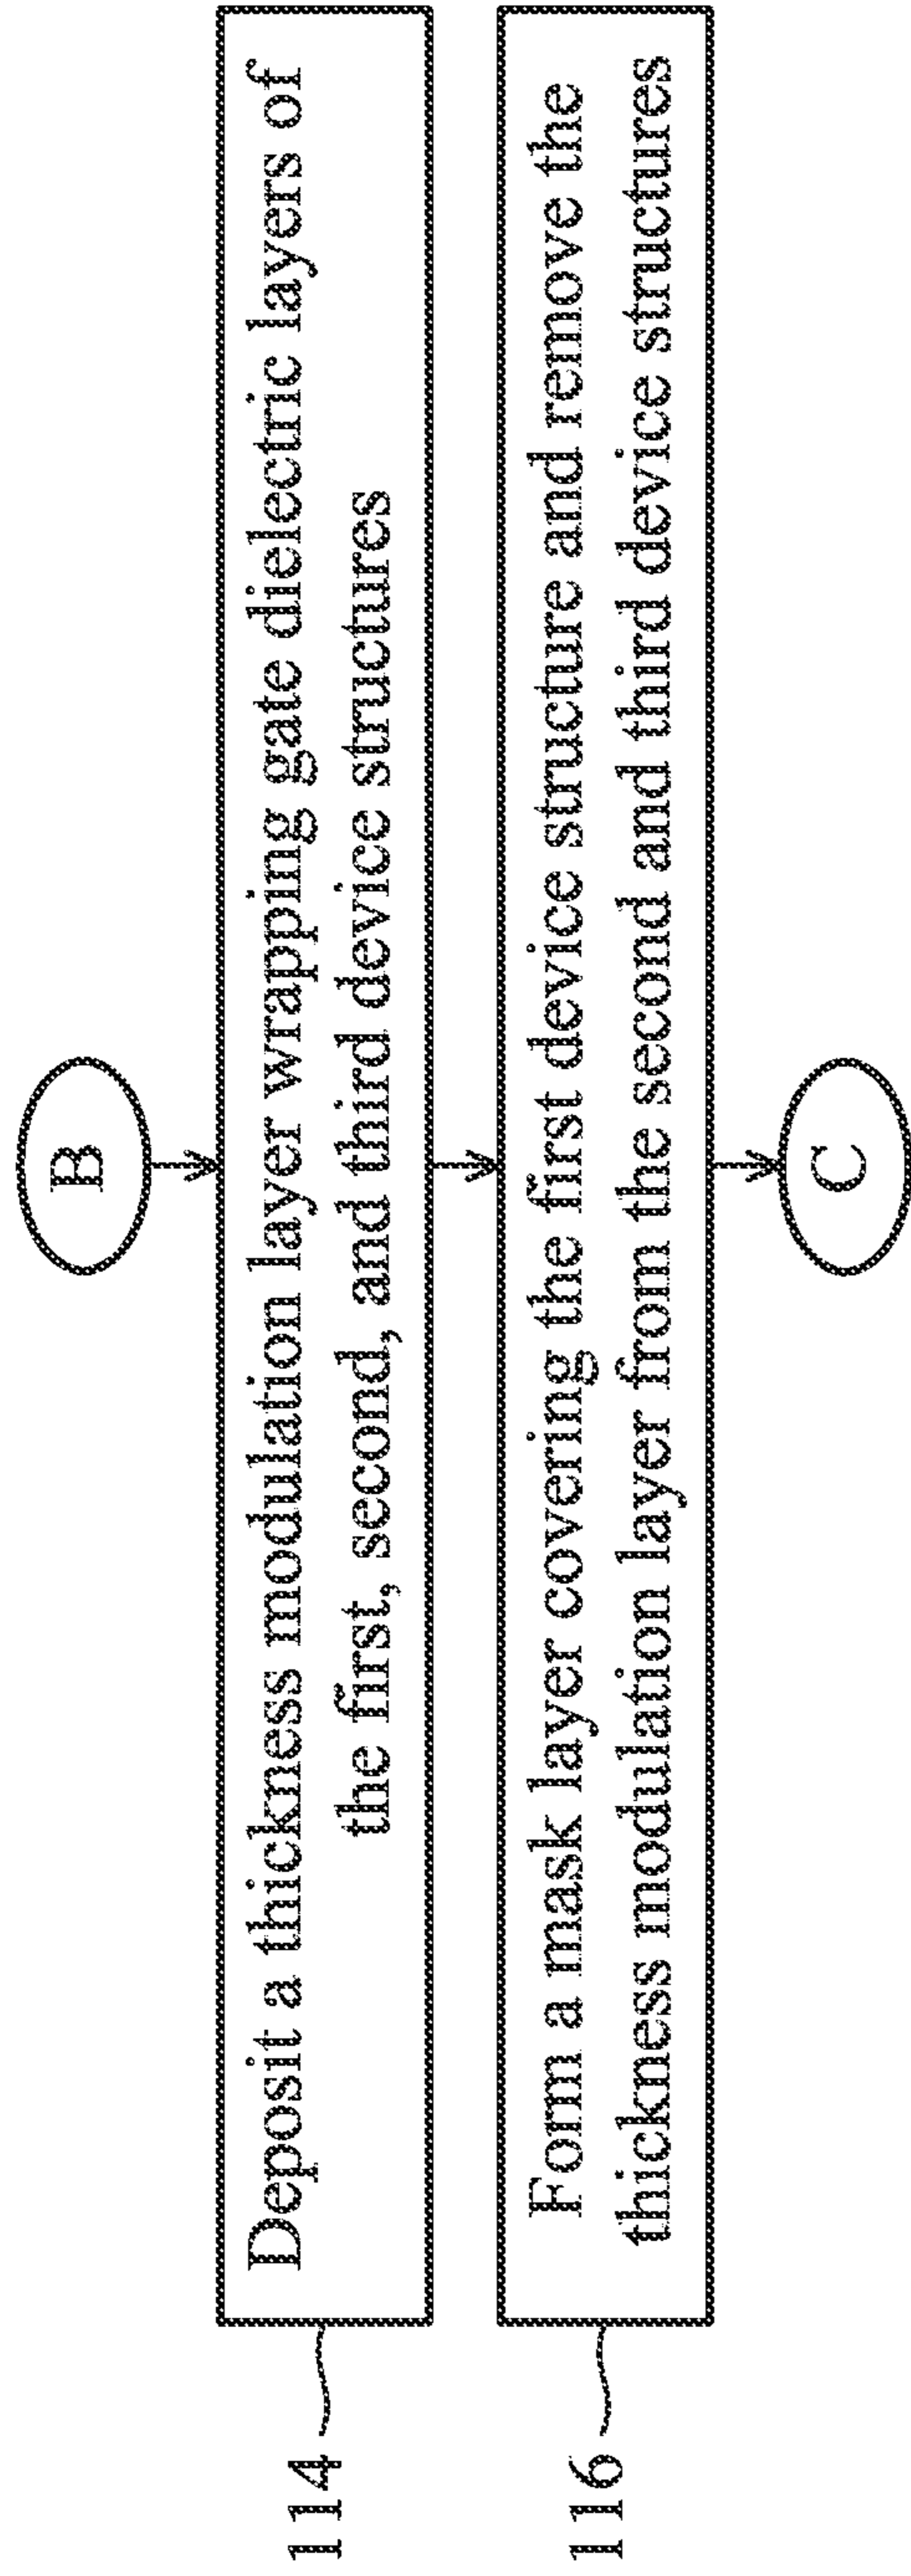 B
114
Deposit a thickness modulation layer wrapping gate dielectric layers of
the first, second, and third device structures
116
Form a mask layer covering the first device structure and remove the
thickness modulation layer from the second and third device structures
C